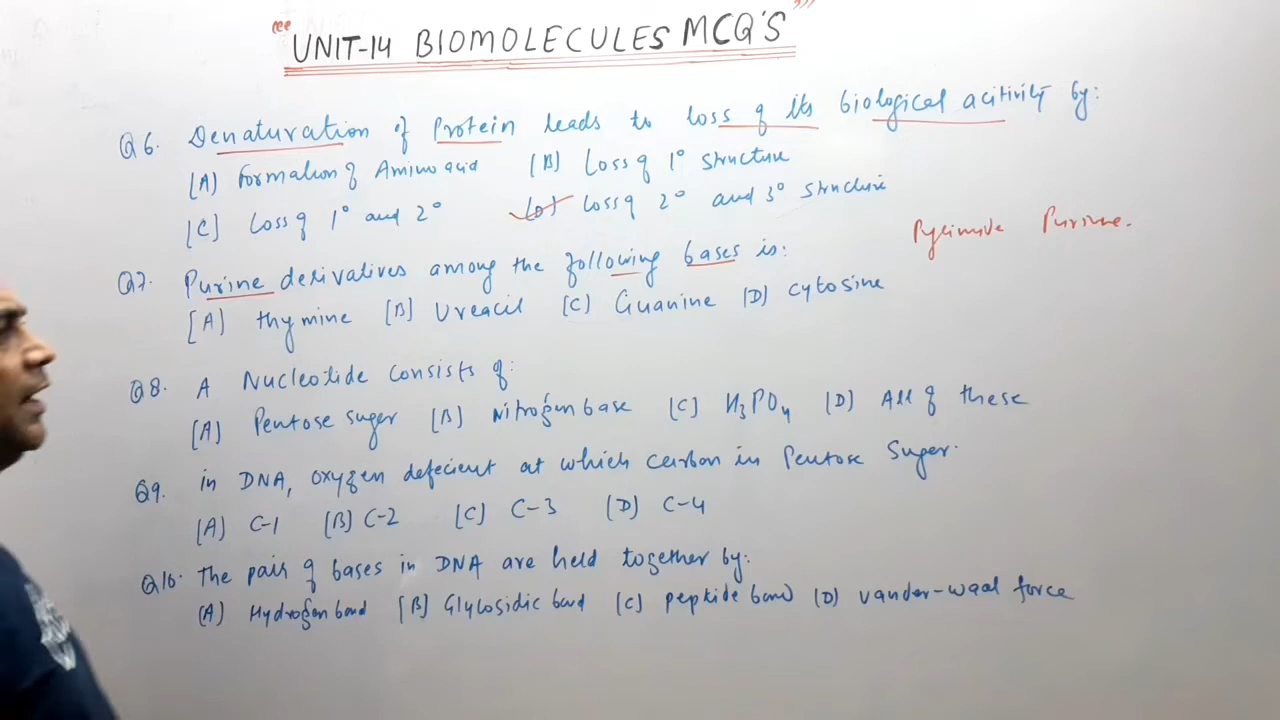 "UNIT-14 BIOMOLECULES MCQ'S"
Q6. Denaturation of Protein leads to loss of its biological acitivity by:
[A] Formation of Amino acid [B] Loss of 1° structure
[C] Loss of 1° and 2° [D] Loss of 2° and 3° structure
Pyrimide Purine.
Q7. Purine derivatives among the following bases is:
[A] thymine [B] Ureacil [C] Guanine [D] cytosine
Q8. A Nucleotide consists of:
[A] Pentose suger [B] Nitrogen base [C] H₃PO₄ [D] All of these
Q9. in DNA, oxygen defecient at which carbon in Pentose Suger.
[A] C-1 [B] C-2 [C] C-3 [D] C-4
Q10. The pair of bases in DNA are held together by:
(A) Hydrogen bond [B] Glylosidic bond [C] peptide bond [D] vander-waal force